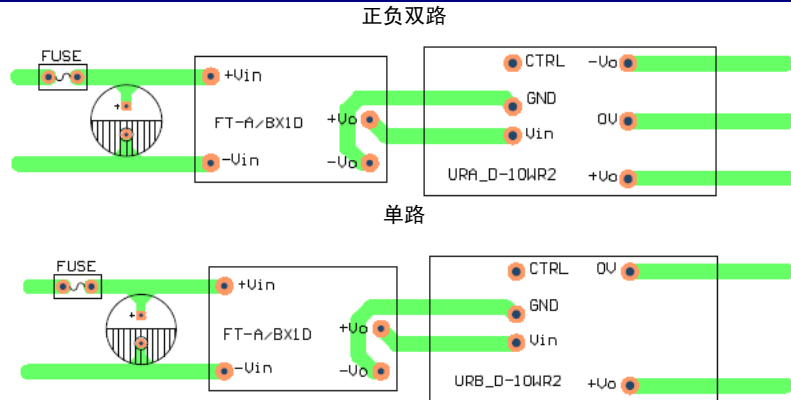 正负双路
FUSE
+Vin
CTRL
-Vo
+
FT-A/BX1D
+Vo
GND
Vin
0V
-Vin
-Vo
URA_D-10WR2
+Vo
单路
FUSE
+Vin
CTRL
0V
+
FT-A/BX1D
+Vo
GND
Vin
-Vin
-Vo
URB_D-10WR2
+Vo